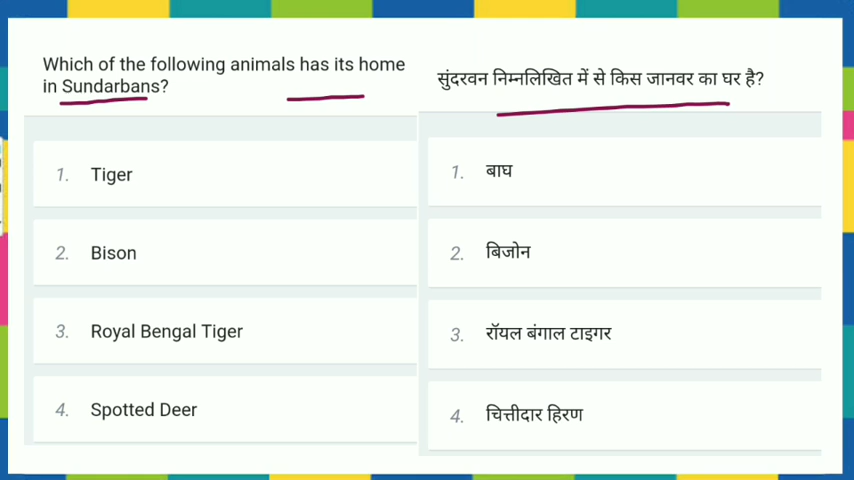 Which of the following animals has its home
in Sundarbans?
1. Tiger
2. Bison
3. Royal Bengal Tiger
4. Spotted Deer
सुंदरवन निम्नलिखित में से किस जानवर का घर है?
1. बाघ
2. बिजोन
3. रॉयल बंगाल टाइगर
4. चित्तीदार हिरण